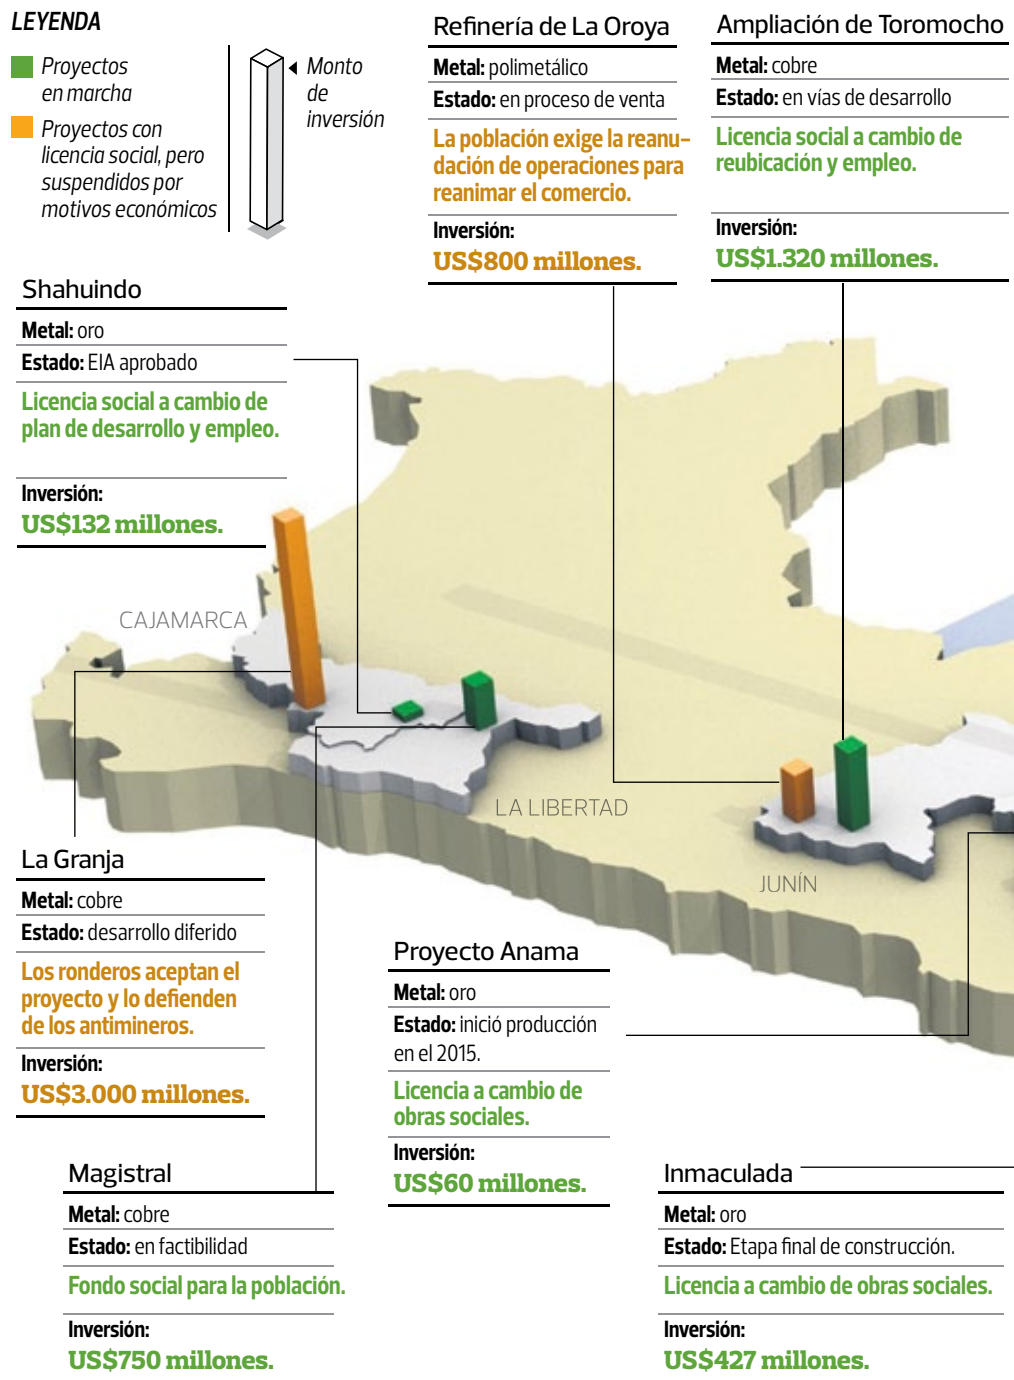 LEYENDA
Proyectos
en marcha
Proyectos con
licencia social, pero
suspendidos por
motivos económicos
Monto
de
inversión
Refinería de La Oroya
Metal: polimetálico
Estado: en proceso de venta
La población exige la reanu-
dación de operaciones para
reanimar el comercio.
Inversión:
US$800 millones.
Ampliación de Toromocho
Metal: cobre
Estado: en vías de desarrollo
Licencia social a cambio de
reubicación y empleo.
Inversión:
US$1.320 millones.
Shahuindo
Metal: oro
Estado: EIA aprobado
Licencia social a cambio de
plan de desarrollo y empleo.
Inversión:
US$132 millones.
CAJAMARCA
LA LIBERTAD
JUNÍN
La Granja
Metal: cobre
Estado: desarrollo diferido
Los ronderos aceptan el
proyecto y lo defienden
de los antimineros.
Inversión:
US$3.000 millones.
Proyecto Anama
Metal: oro
Estado: inició producción
en el 2015.
Licencia a cambio de
obras sociales.
Inversión:
US$60 millones.
Magistral
Metal: cobre
Estado: en factibilidad
Fondo social para la población.
Inversión:
US$750 millones.
Inmaculada
Metal: oro
Estado: Etapa final de construcción.
Licencia a cambio de obras sociales.
Inversión:
US$427 millones.